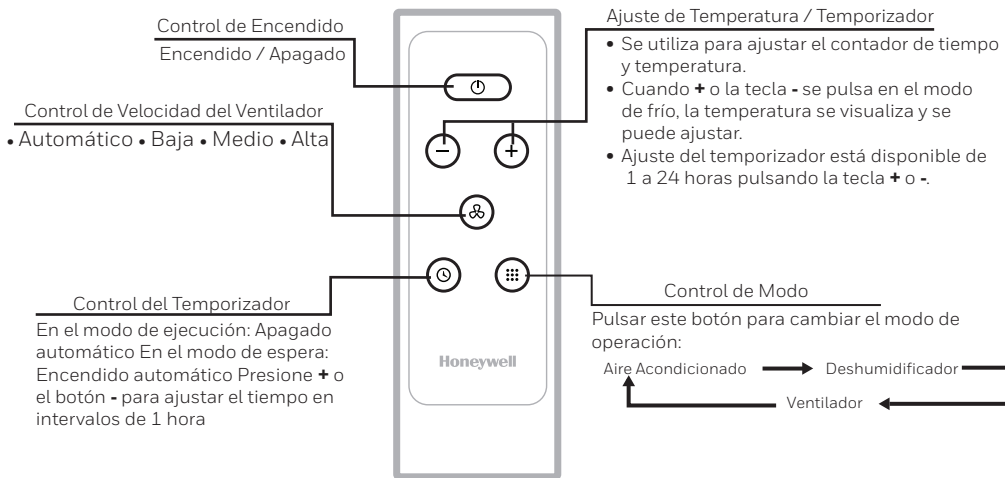 Control de Encendido
Encendido / Apagado
Control de Velocidad del Ventilador
• Automático • Baja • Medio • Alta
Ajuste de Temperatura / Temporizador
• Se utiliza para ajustar el contador de tiempo
y temperatura.
• Cuando + o la tecla - se pulsa en el modo
de frío, la temperatura se visualiza y se
puede ajustar.
• Ajuste del temporizador está disponible de
1 a 24 horas pulsando la tecla + o -.
Control del Temporizador
En el modo de ejecución: Apagado
automático En el modo de espera:
Encendido automático Presione + o
el botón - para ajustar el tiempo en
intervalos de 1 hora
Honeywell
Control de Modo
Pulsar este botón para cambiar el modo de
operación:
Aire Acondicionado
Deshumidificador
Ventilador